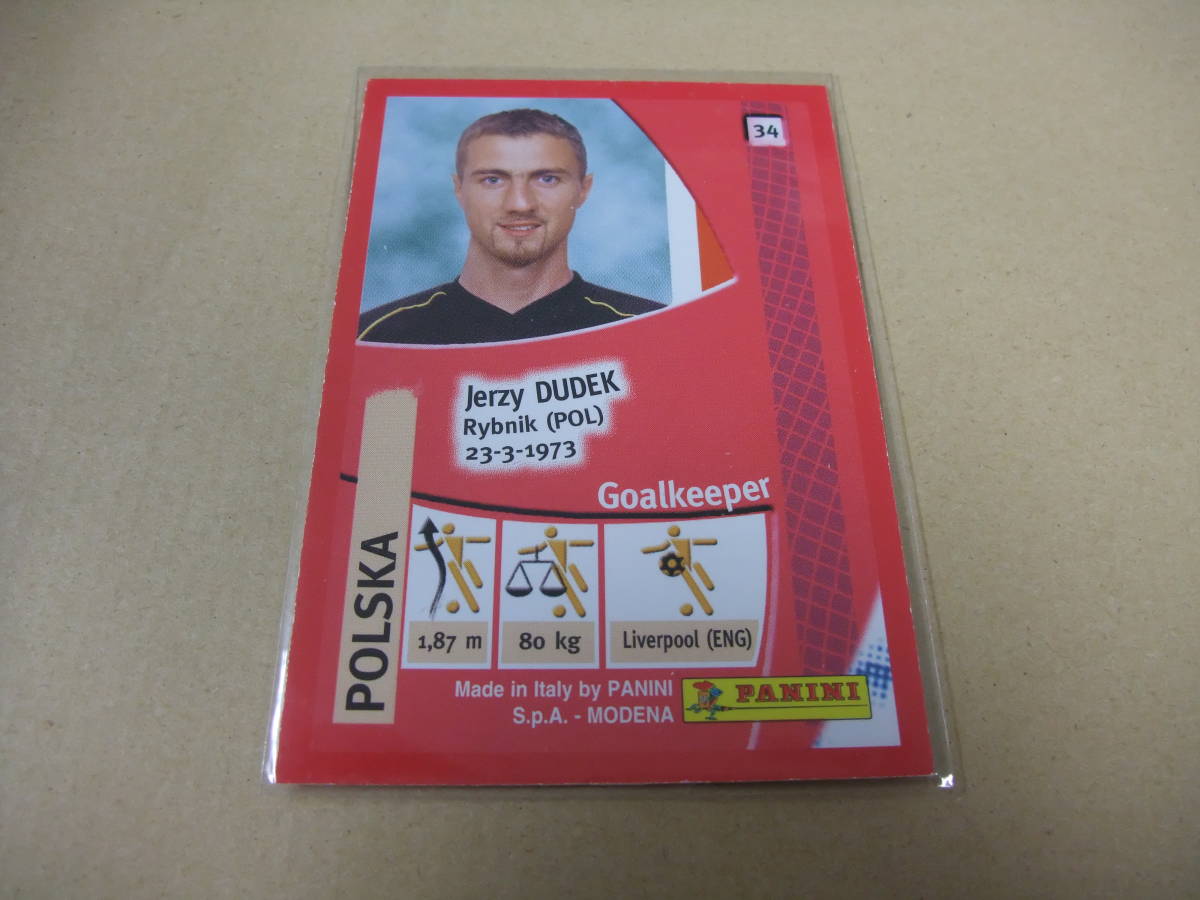 34
Jerzy DUDEK
Rybnik (POL)
23-3-1973
Goalkeeper
POLSKA
1,87 m
80 kg
Liverpool (ENG)
Made in Italy by PANINI
S.p.A. - MODENA
PANINI